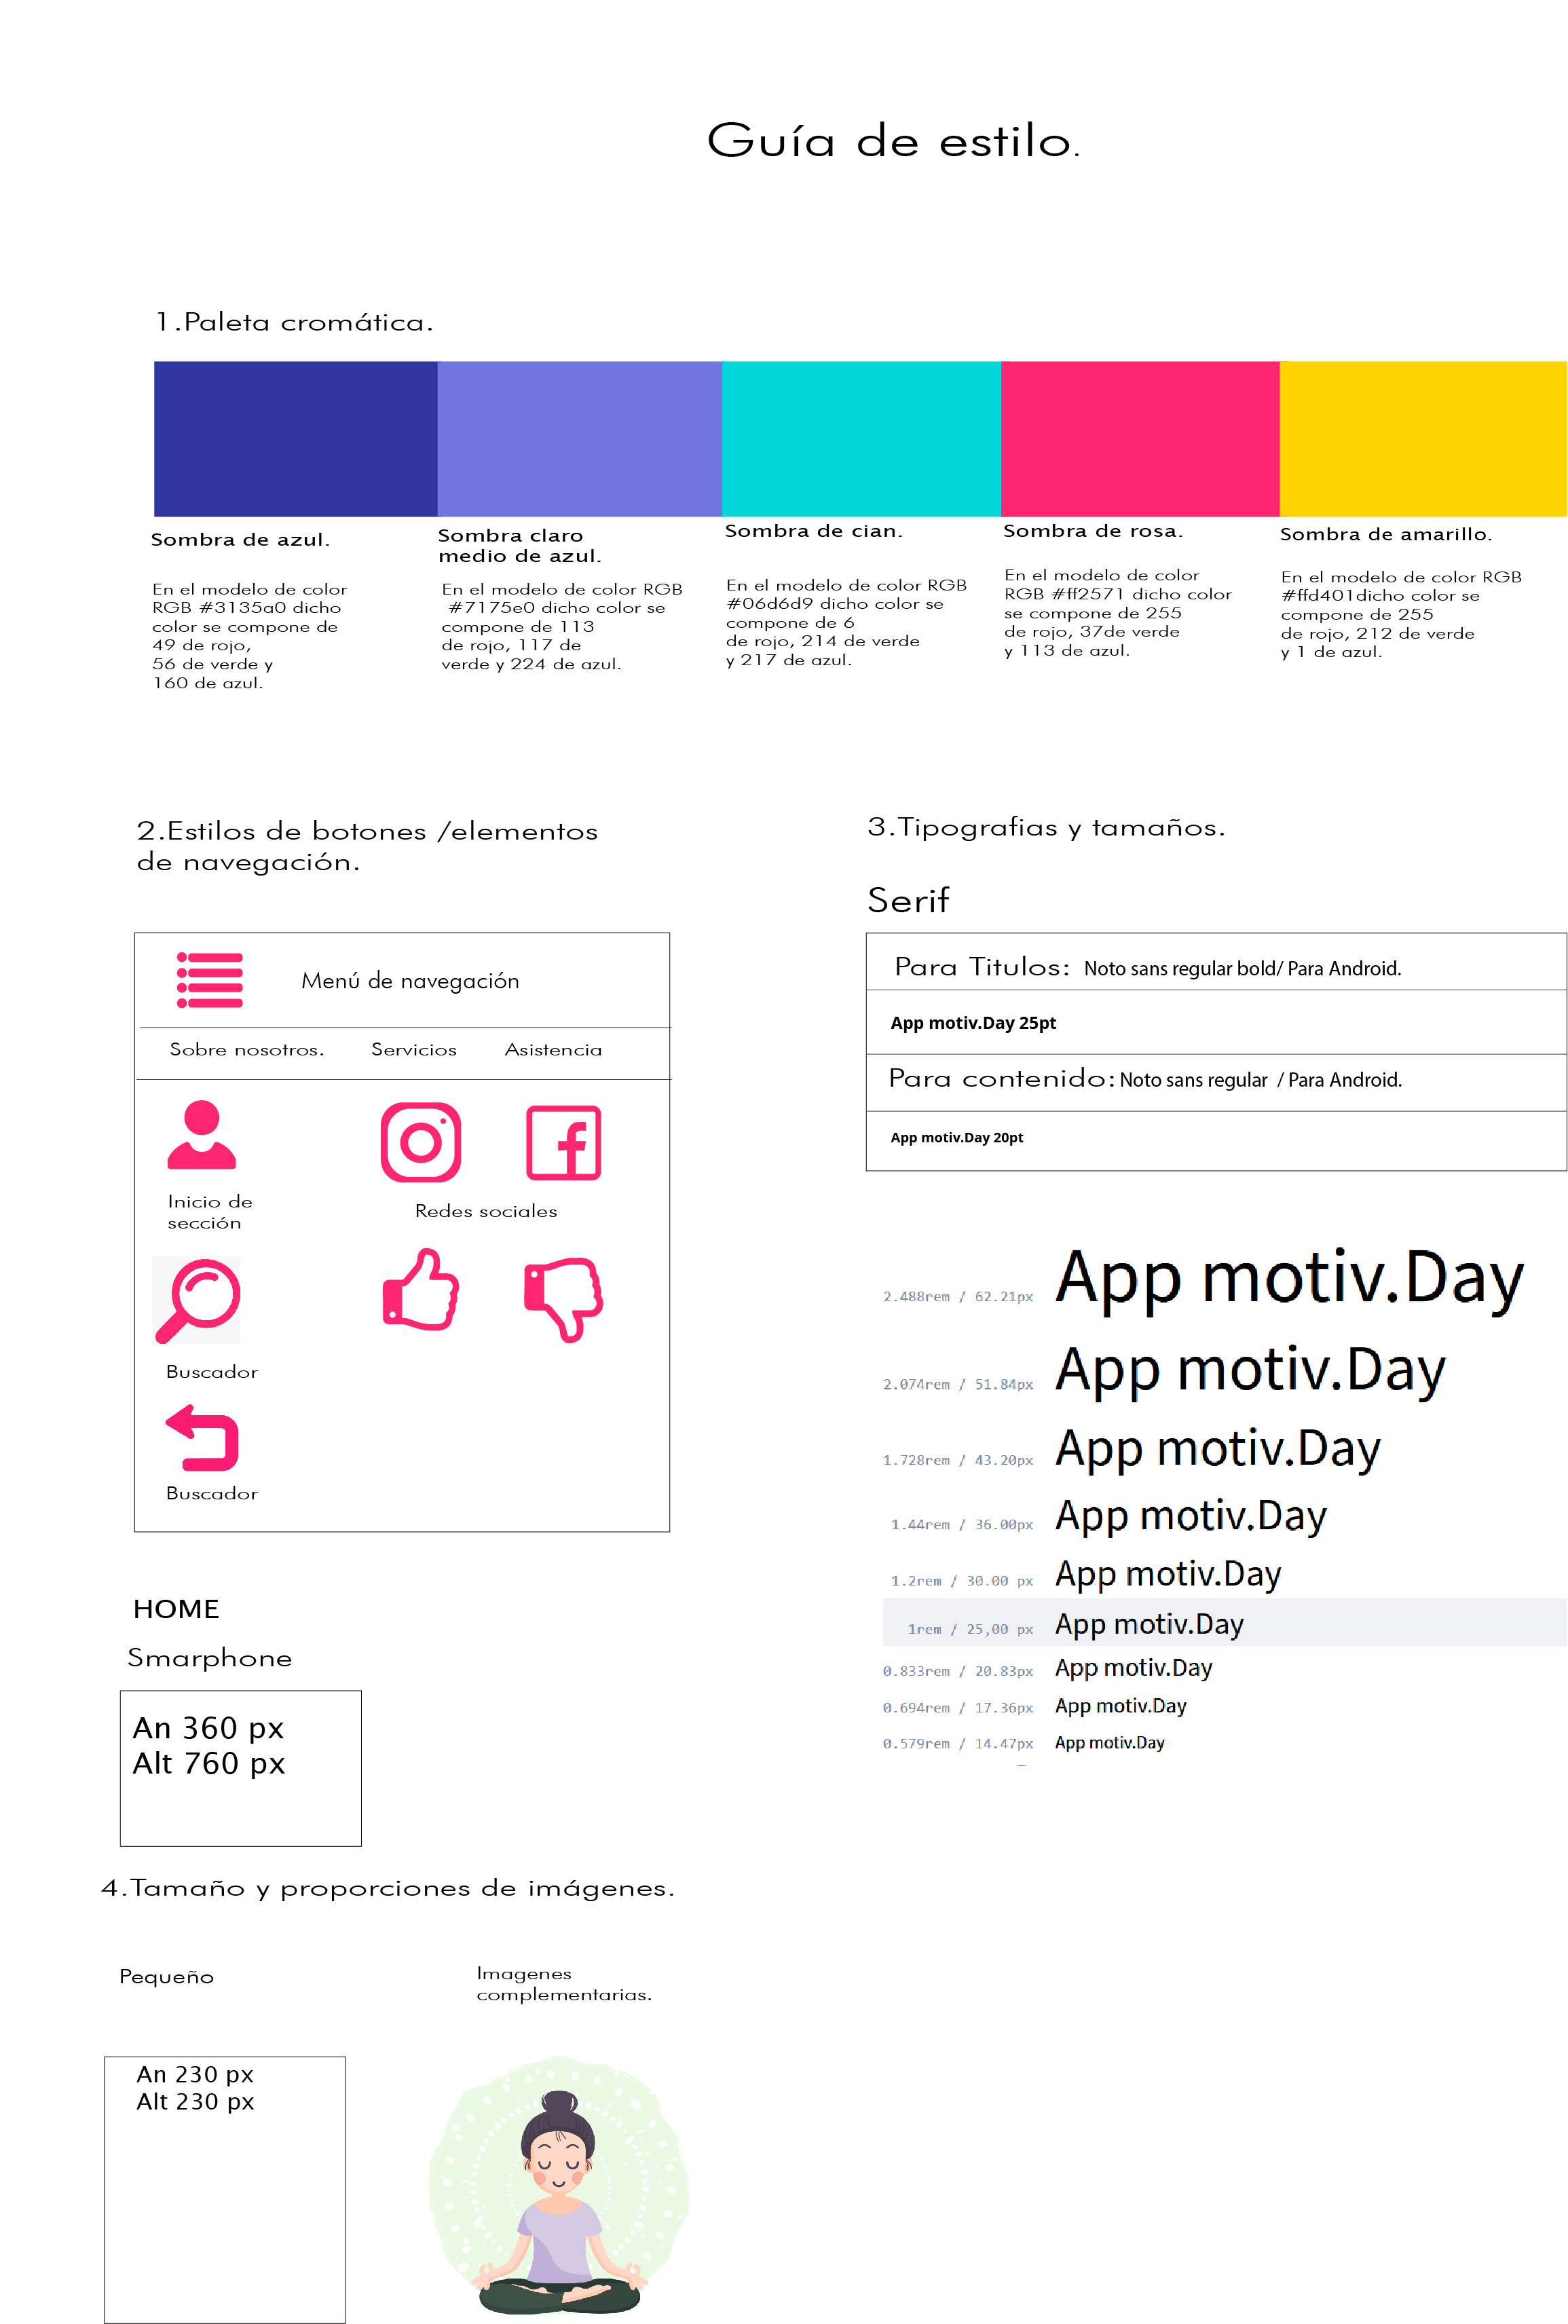 Guía de estilo.
1.Paleta cromática.
Sombra de azul.
En el modelo de color
RGB #3135a0 dicho
color se compone de
49 de rojo,
56 de verde y
160 de azul.
Sombra claro
medio de azul.
En el modelo de color RGB
#7175e0 dicho color se
compone de 113
de rojo, 117 de
verde y 224 de azul.
Sombra de cian.
En el modelo de color RGB
#06d6d9 dicho color se
compone de 6
de rojo, 214 de verde
y 217 de azul.
Sombra de rosa.
En el modelo de color
RGB #ff2571 dicho color
se compone de 255
de rojo, 37de verde
y 113 de azul.
Sombra de amarillo.
En el modelo de color RGB
#ffd401dicho color se
compone de 255
de rojo, 212 de verde
y 1 de azul.
2.Estilos de botones /elementos
de navegación.
Menú de navegación
Sobre nosotros. Servicios Asistencia
Inicio de
sección
Redes sociales
Buscador
Buscador
HOME
Smarphone
An 360 px
Alt 760 px
3.Tipografias y tamaños.
Serif
Para Titulos: Noto sans regular bold/ Para Android.
App motiv.Day 25pt
Para contenido: Noto sans regular / Para Android.
App motiv.Day 20pt
2.488rem / 62.21px App motiv.Day
2.074rem / 51.84px App motiv.Day
1.728rem / 43.20px App motiv.Day
1.44rem / 36.00px App motiv.Day
1.2rem / 30.00 px App motiv.Day
1rem / 25,00 px App motiv.Day
0.833rem / 20.83px App motiv.Day
0.694rem / 17.36px App motiv.Day
0.579rem / 14.47px App motiv.Day
4.Tamaño y proporciones de imágenes.
Pequeño
An 230 px
Alt 230 px
Imagenes
complementarias.